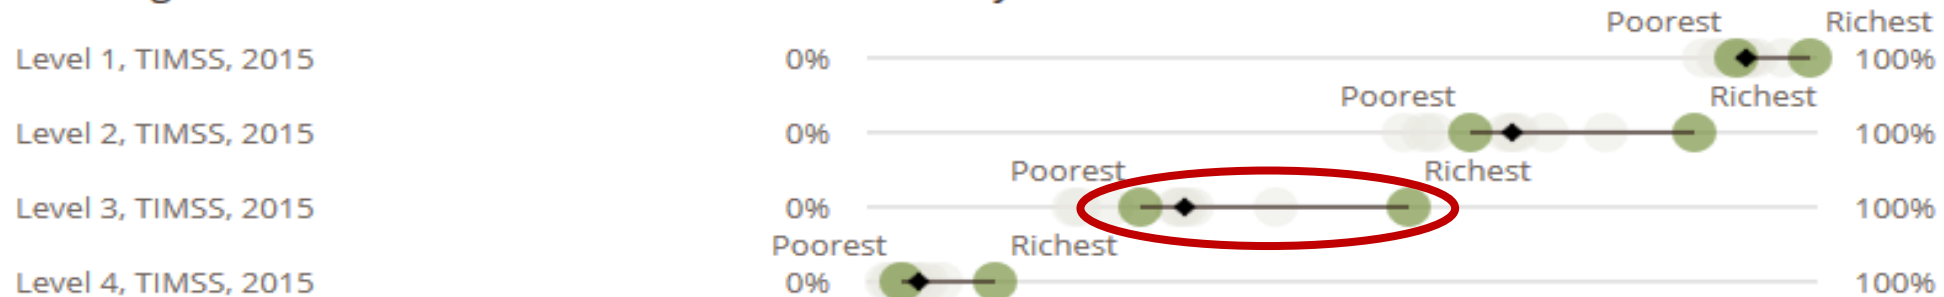 Poorest Richest
Level 1, TIMSS, 2015 0% 100%
Poorest Richest
Level 2, TIMSS, 2015 0% 100%
Poorest Richest
Level 3, TIMSS, 2015 0% 100%
Poorest Richest
Level 4, TIMSS, 2015 0% 100%